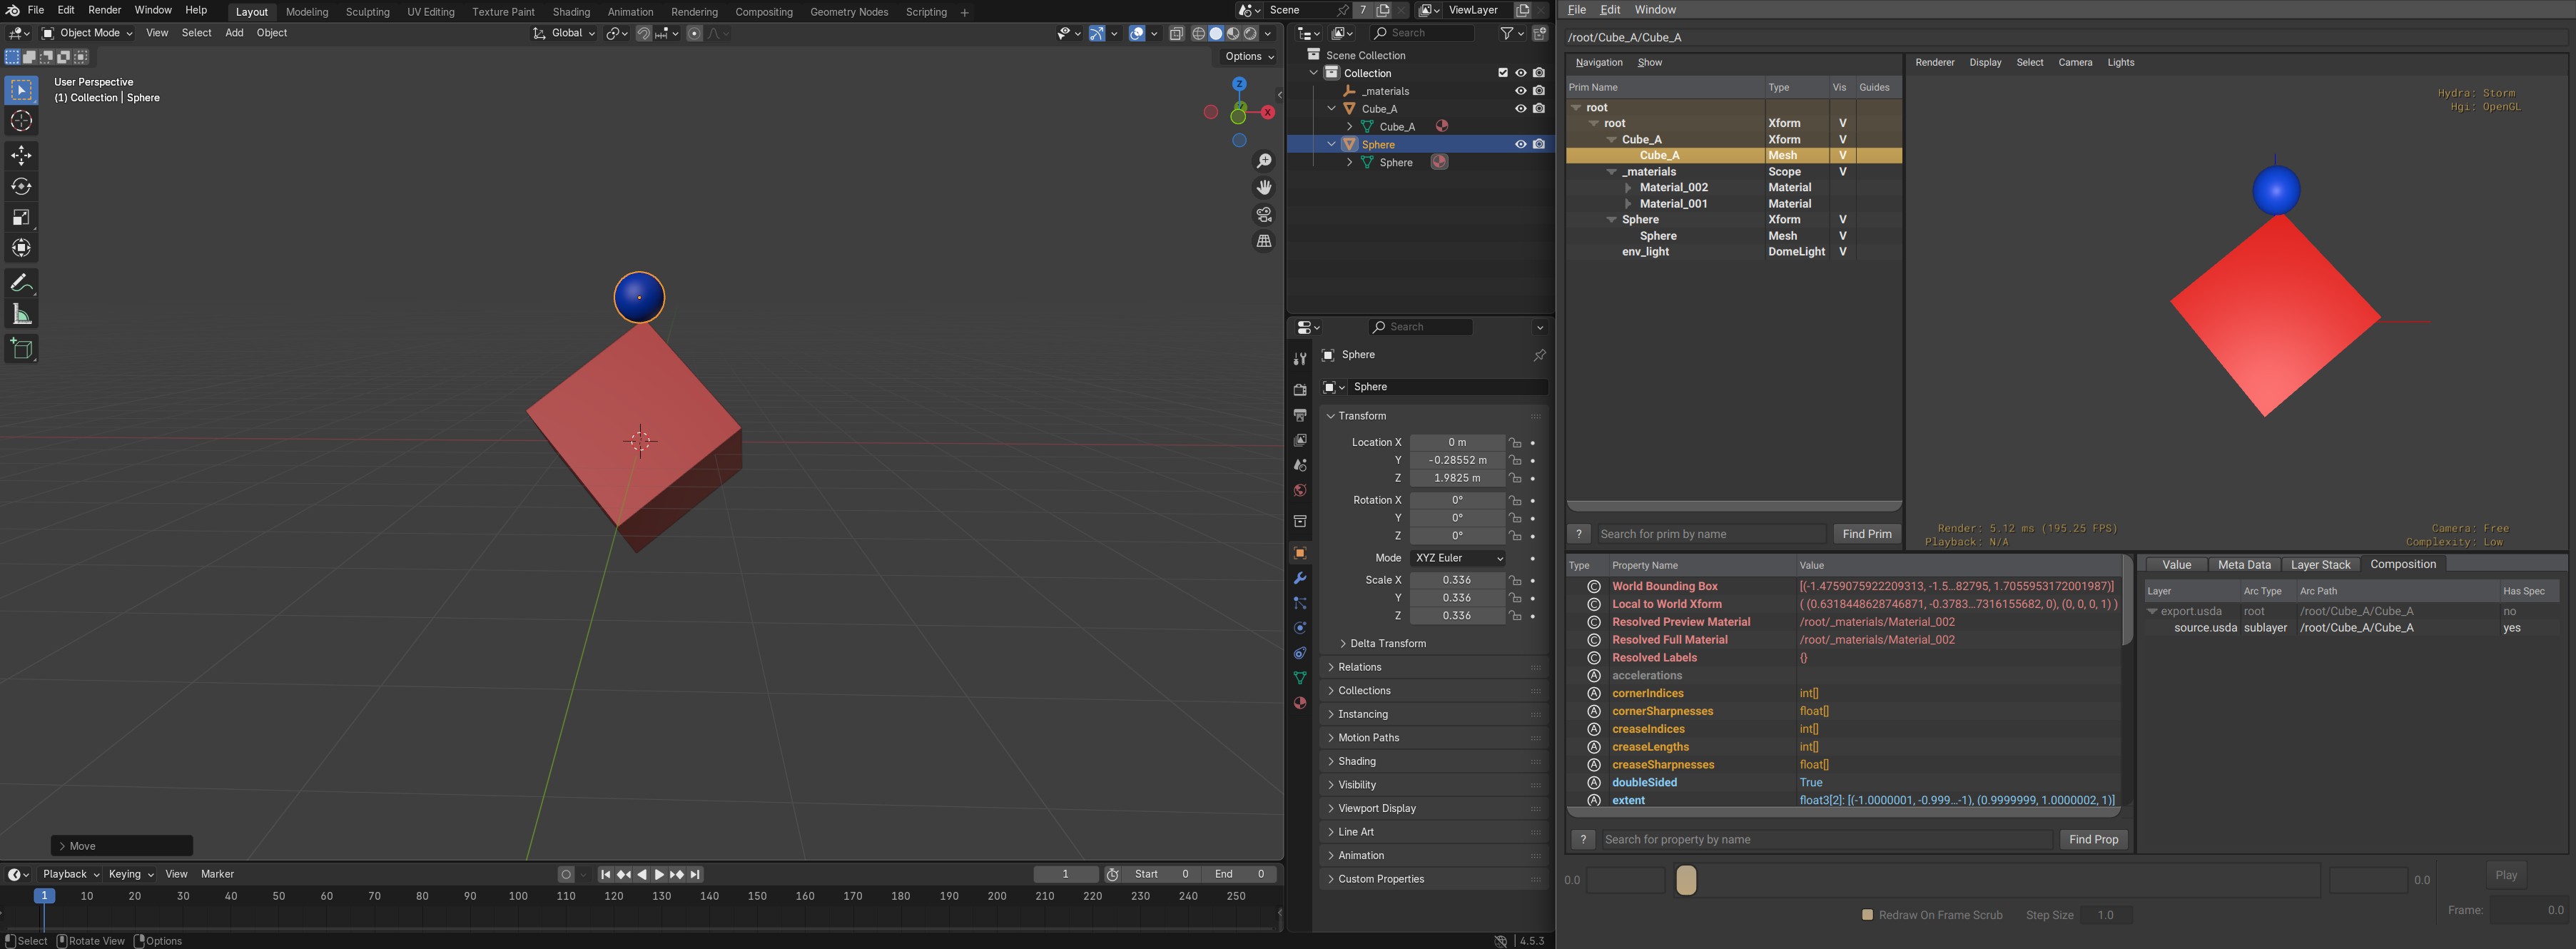 File Edit Render Window Help Layout Modeling Sculpting UV Editing Texture Paint Shading Animation Rendering Compositing Geometry Nodes Scripting + Scene 7 ViewLayer
Object Mode View Select Add Object Global Search
Options
User Perspective
(1) Collection | Sphere
Z
X
Scene Collection
Collection
_materials
Cube_A
Cube_A
Sphere
Sphere
Search
Sphere
Sphere
Transform
Location X 0 m
Y -0.28552 m
Z 1.9825 m
Rotation X 0°
Y 0°
Z 0°
Mode XYZ Euler
Scale X 0.336
Y 0.336
Z 0.336
Delta Transform
Relations
Collections
Instancing
Motion Paths
Shading
Visibility
Viewport Display
Line Art
Animation
Custom Properties
Move
Playback Keying View Marker 1 Start 0 End 0
1 10 20 30 40 50 60 70 80 90 100 110 120 130 140 150 160 170 180 190 200 210 220 230 240 250
Select Rotate View Options 4.5.3
File Edit Window
/root/Cube_A/Cube_A
Navigation Show
Prim Name Type Vis Guides
root
root Xform V
Cube_A Xform V
Cube_A Mesh V
_materials Scope V
Material_002 Material
Material_001 Material
Sphere Xform V
Sphere Mesh V
env_light DomeLight V
? Search for prim by name Find Prim
Renderer Display Select Camera Lights
Hydra: Storm
Hgi: OpenGL
Render: 5.12 ms (195.25 FPS) Camera: Free
Playback: N/A Complexity: Low
Type Property Name Value
C World Bounding Box [(-1.4759075922209313, -1.5...82795, 1.7055953172001987)]
C Local to World Xform ( (0.6318448628746871, -0.3783...7316155682, 0), (0, 0, 0, 1) )
C Resolved Preview Material /root/_materials/Material_002
C Resolved Full Material /root/_materials/Material_002
C Resolved Labels {}
A accelerations
A cornerIndices int[]
A cornerSharpnesses float[]
A creaseIndices int[]
A creaseLengths int[]
A creaseSharpnesses float[]
A doubleSided True
A extent float3[2]: [(-1.0000001, -0.999...-1), (0.9999999, 1.0000002, 1)]
? Search for property by name Find Prop
Value Meta Data Layer Stack Composition
Layer Arc Type Arc Path Has Spec
export.usda root /root/Cube_A/Cube_A no
source.usda sublayer /root/Cube_A/Cube_A yes
0.0 0.0 Play
Redraw On Frame Scrub Step Size 1.0 Frame: 0.0